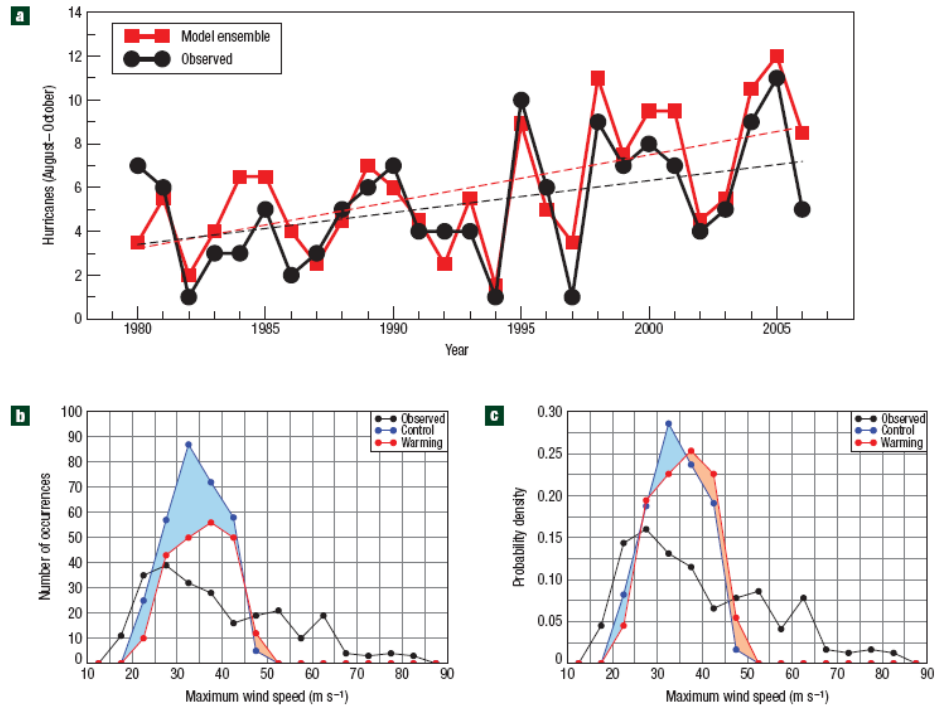 a
Model ensemble
Observed
Hurricanes (August–October)
14
12
10
8
6
4
2
0
1980 1985 1990 1995 2000 2005
Year
b
Observed
Control
Warming
Number of occurrences
100
90
80
70
60
50
40
30
20
10
0
10 20 30 40 50 60 70 80 90
Maximum wind speed (m s⁻¹)
c
Observed
Control
Warming
Probability density
0.30
0.25
0.20
0.15
0.10
0.05
0
10 20 30 40 50 60 70 80 90
Maximum wind speed (m s⁻¹)